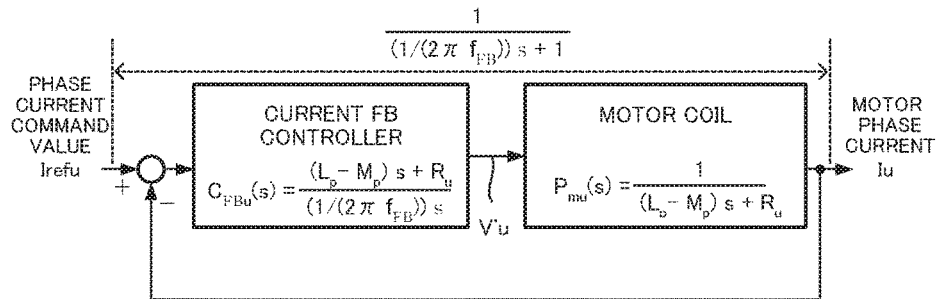 1
(1/(2π f_FB)) s + 1
PHASE
CURRENT
COMMAND
VALUE
Irefu
+
−
CURRENT FB
CONTROLLER
C_FBu(s) = (L_p - M_p) s + R_u
(1/(2π f_FB)) s
V'u
MOTOR COIL
P_mu(s) = 1
(L_p - M_p) s + R_u
MOTOR
PHASE
CURRENT
Iu